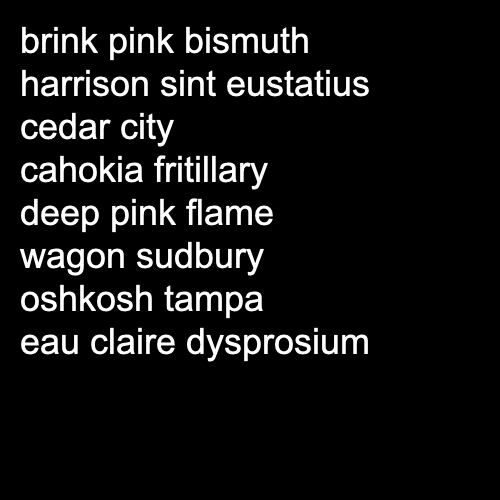 brink pink bismuth
harrison sint eustatius
cedar city
cahokia fritillary
deep pink flame
wagon sudbury
oshkosh tampa
eau claire dysprosium